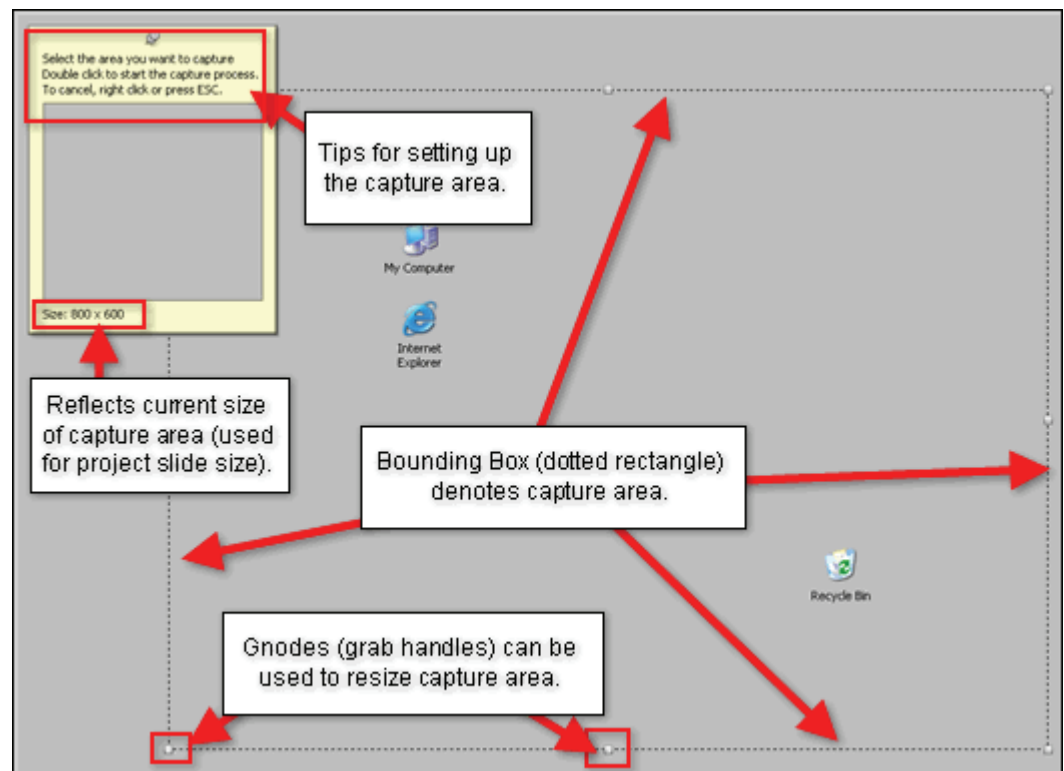 Select the area you want to capture
Double click to start the capture process.
To cancel, right click or press ESC.
Tips for setting up
the capture area.
My Computer
Size: 800 x 600
Internet
Explorer
Reflects current size
of capture area (used
for project slide size).
Bounding Box (dotted rectangle)
denotes capture area.
Recycle Bin
Gnodes (grab handles) can be
used to resize capture area.